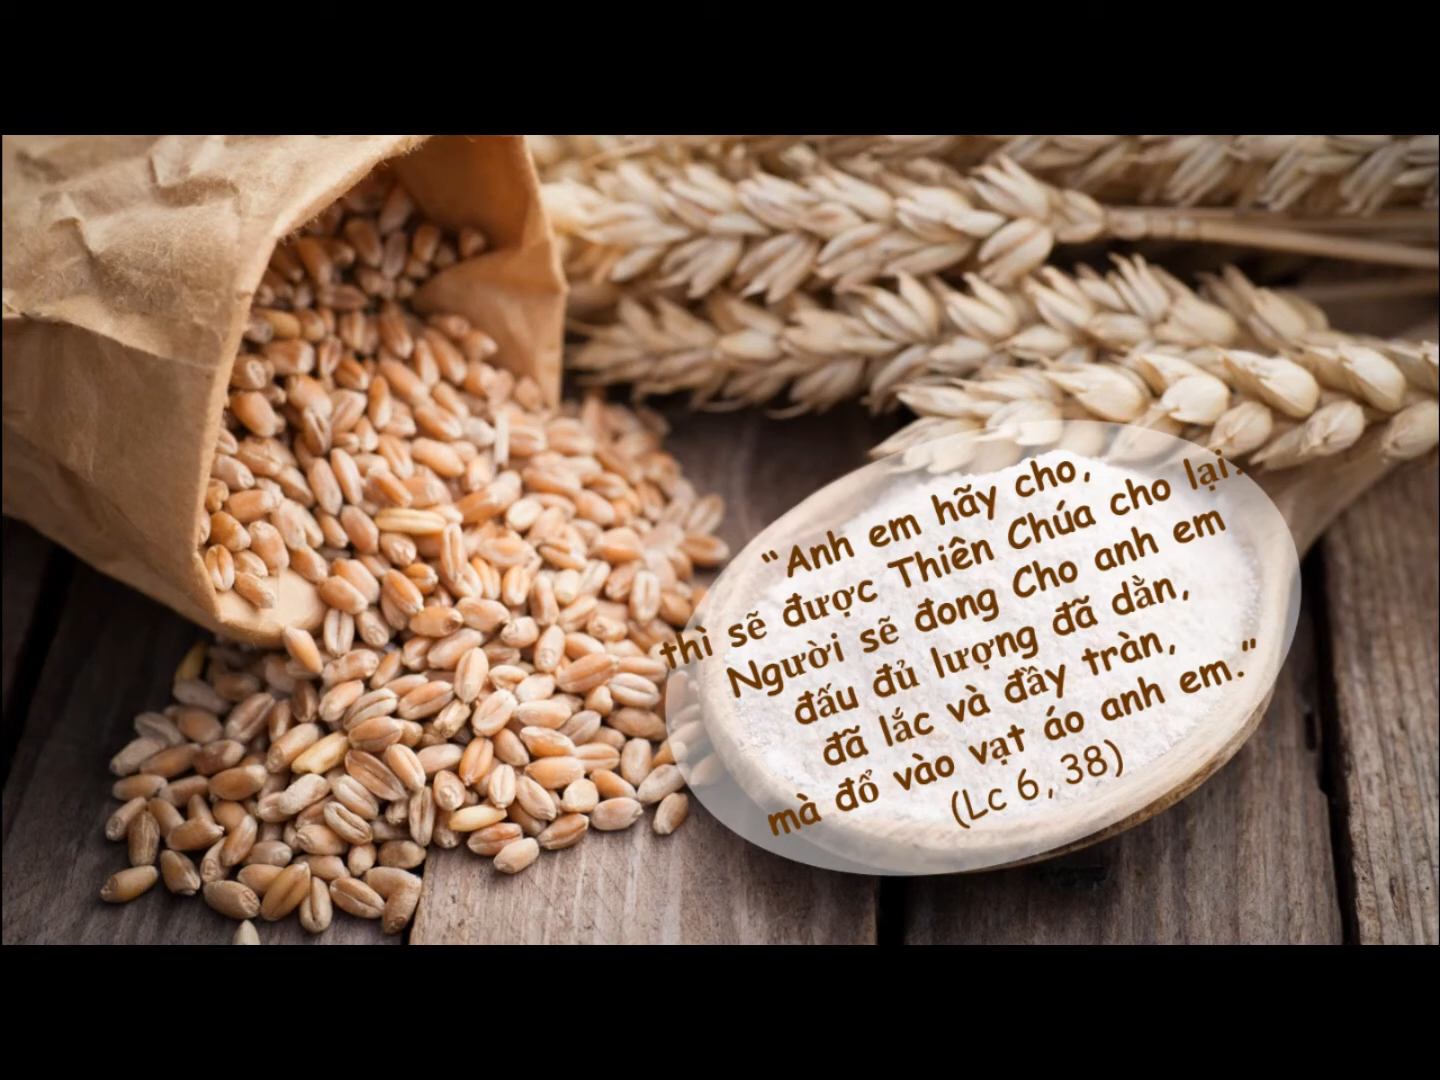 “Anh em hãy cho,
thì sẽ được Thiên Chúa cho lại.
Người sẽ đong Cho anh em
đấu đủ lượng đã dằn,
đã lắc và đầy tràn,
mà đổ vào vạt áo anh em.”
(Lc 6, 38)